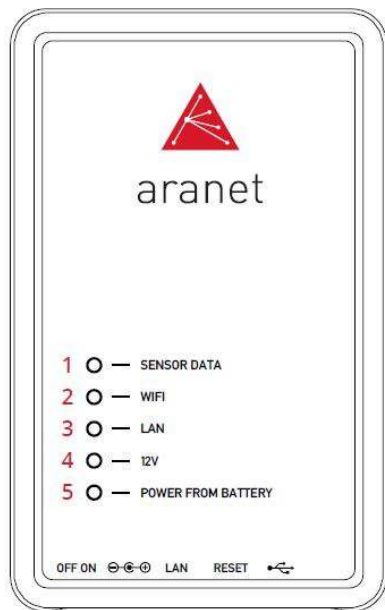 aranet
1 SENSOR DATA
2 WIFI
3 LAN
4 12V
5 POWER FROM BATTERY
OFF ON LAN RESET